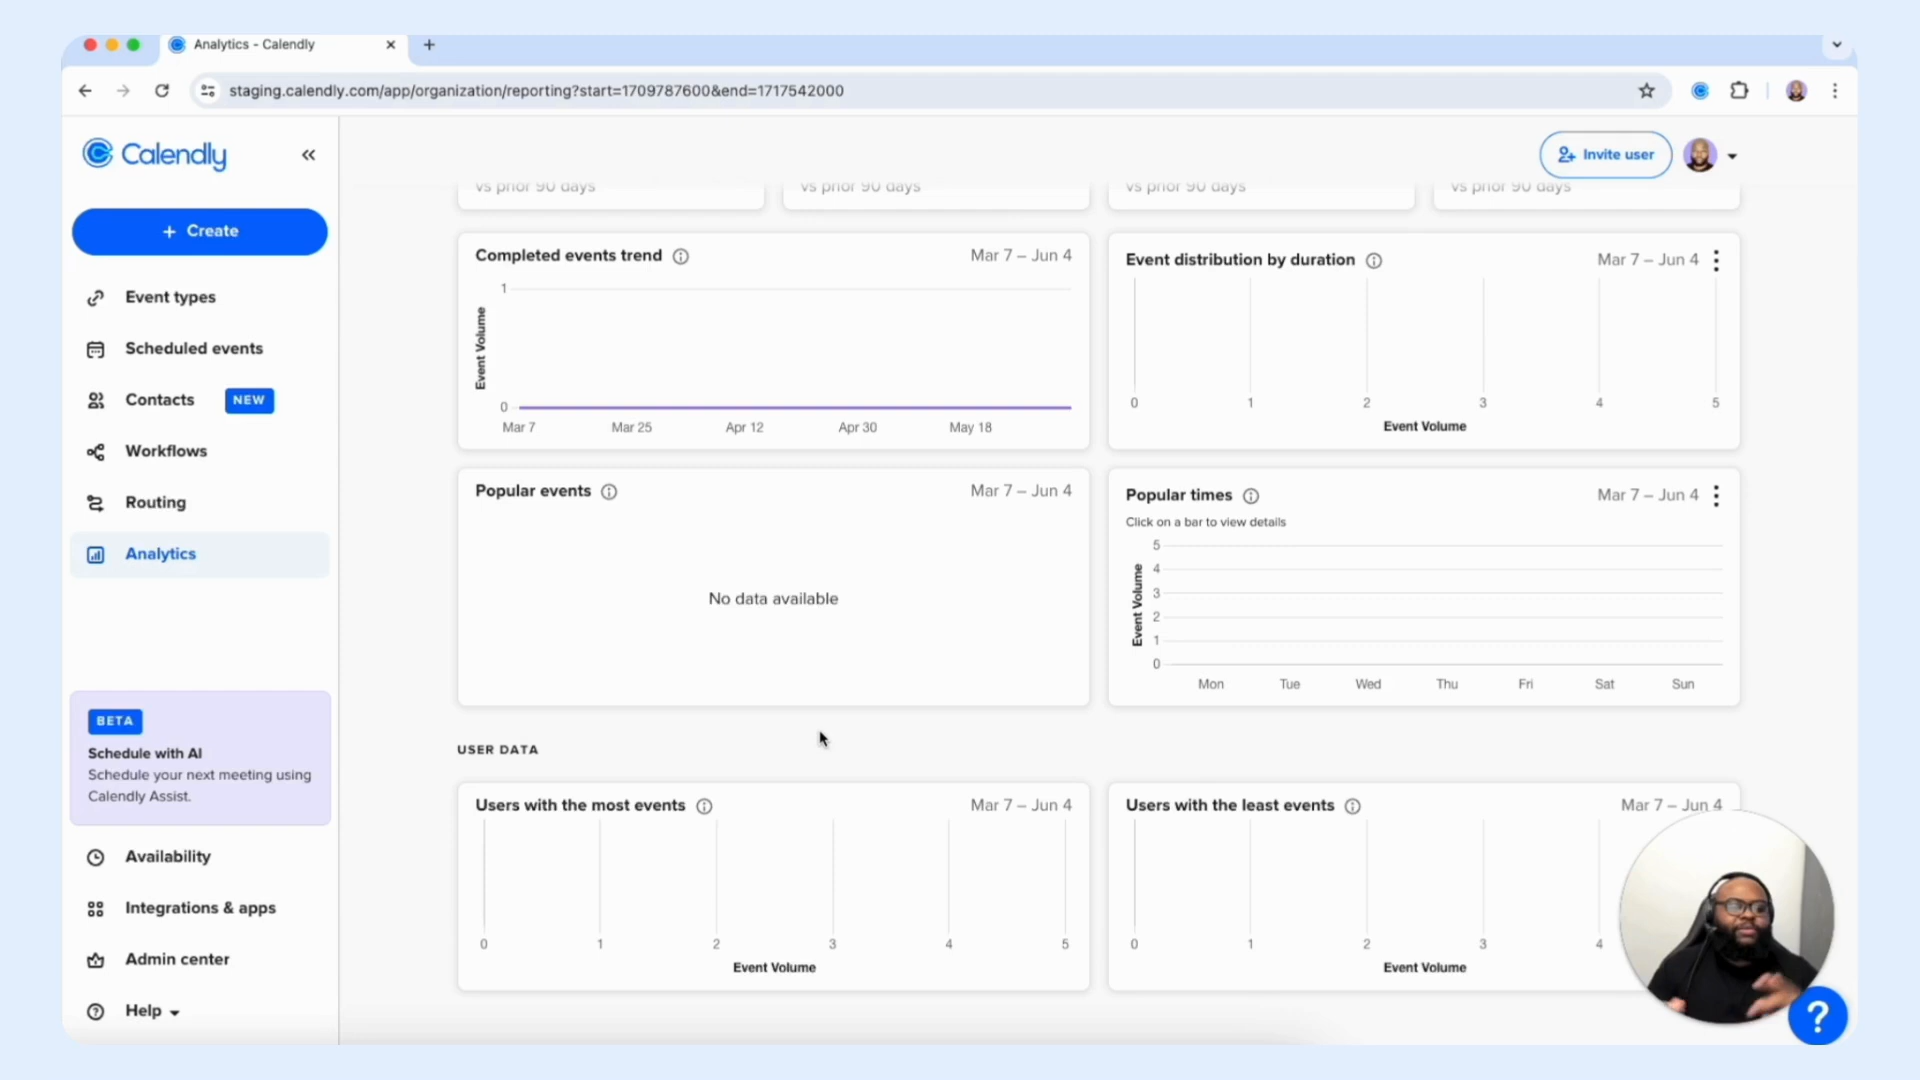 Analytics - Calendly
staging.calendly.com/app/organization/reporting?start=1709787600&end=1717542000
Calendly
Invite user
+ Create
Event types
Scheduled events
Contacts NEW
Workflows
Routing
Analytics
BETA
Schedule with AI
Schedule your next meeting using
Calendly Assist.
Availability
Integrations & apps
Admin center
Help
vs prior 90 days
vs prior 90 days
vs prior 90 days
vs prior 90 days
Completed events trend
Mar 7 – Jun 4
Event Volume
1
0
Mar 7 Mar 25 Apr 12 Apr 30 May 18
Event distribution by duration
Mar 7 – Jun 4
0 1 2 3 4 5
Event Volume
Popular events
Mar 7 – Jun 4
No data available
Popular times
Mar 7 – Jun 4
Click on a bar to view details
Event Volume
5
4
3
2
1
0
Mon Tue Wed Thu Fri Sat Sun
USER DATA
Users with the most events
Mar 7 – Jun 4
0 1 2 3 4 5
Event Volume
Users with the least events
Mar 7 – Jun 4
0 1 2 3 4
Event Volume
?